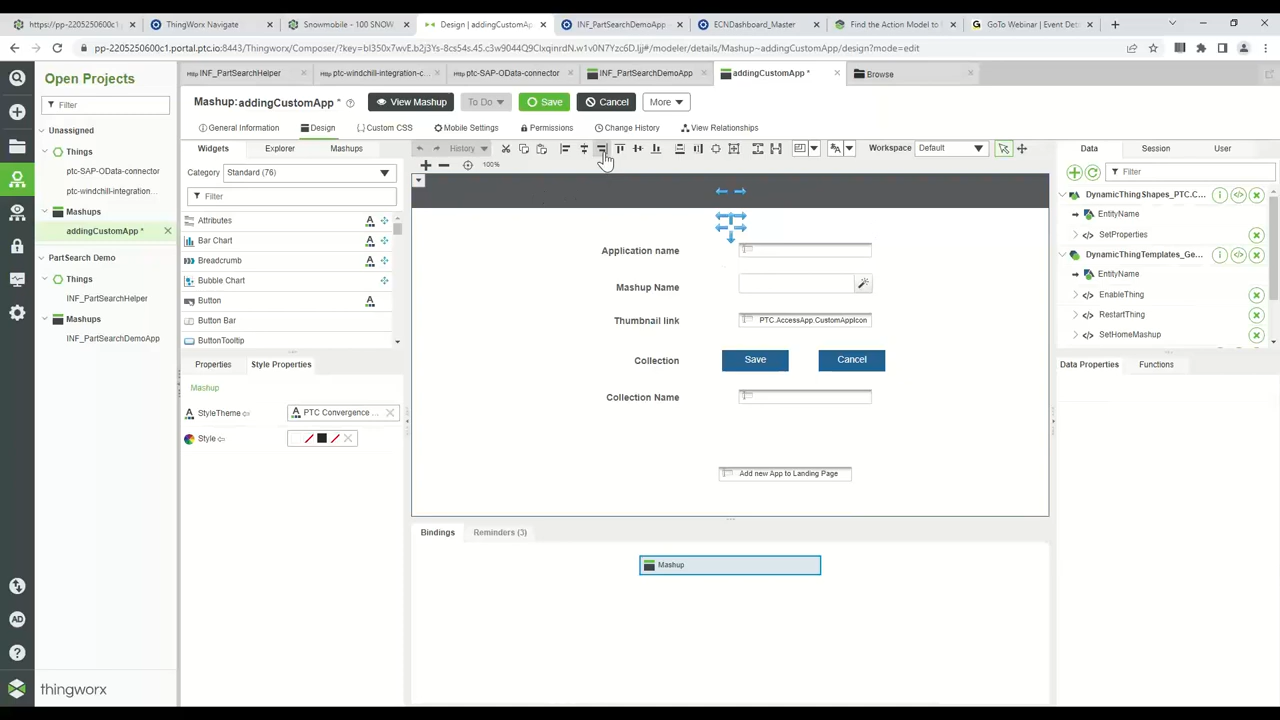 https://pp-2205250600c1.portal.pt
ThingWorx Navigate
Snowmobile - 100 SNOW
Design | addingCustomApp
INF_PartSearchDemoApp
ECNDashboard_Master
Find the Action Model to
GoTo Webinar | Event Det
pp-2205250600c1.portal.ptc.io:8443/Thingworx/Composer/?key=
#/modeler/details/Mashup~addingCustomApp/design?mode=edit
Open Projects
Filter
Unassigned
Things
ptc-SAP-OData-connector
ptc-windchill-integration...
Mashups
addingCustomApp *
PartSearch Demo
Things
INF_PartSearchHelper
Mashups
INF_PartSearchDemoApp
AD
thingworx
INF_PartSearchHelper
ptc-windchill-integration-c...
ptc-SAP-OData-connector
INF_PartSearchDemoApp
addingCustomApp *
Browse
Mashup:addingCustomApp *
View Mashup
To Do
Save
Cancel
More
General Information
Design
Custom CSS
Mobile Settings
Permissions
Change History
View Relationships
Widgets
Explorer
Mashups
History
Workspace
Default
100%
Category
Standard (76)
Filter
Attributes
Bar Chart
Breadcrumb
Bubble Chart
Button
Button Bar
ButtonTooltip
Properties
Style Properties
Mashup
StyleTheme
PTC Convergence ...
Style
Application name
Mashup Name
Thumbnail link
PTC.AccessApp.CustomAppIcon
Collection
Save
Cancel
Collection Name
Add new App to Landing Page
Bindings
Reminders (3)
Mashup
Data
Session
User
Filter
DynamicThingShapes_PTC.C...
EntityName
SetProperties
DynamicThingTemplates_Ge...
EntityName
EnableThing
RestartThing
SetHomeMashup
Data Properties
Functions